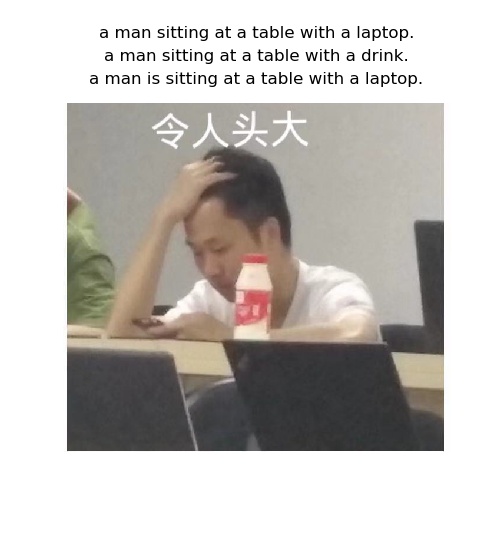 a man sitting at a table with a laptop.
a man sitting at a table with a drink.
a man is sitting at a table with a laptop.
令人头大